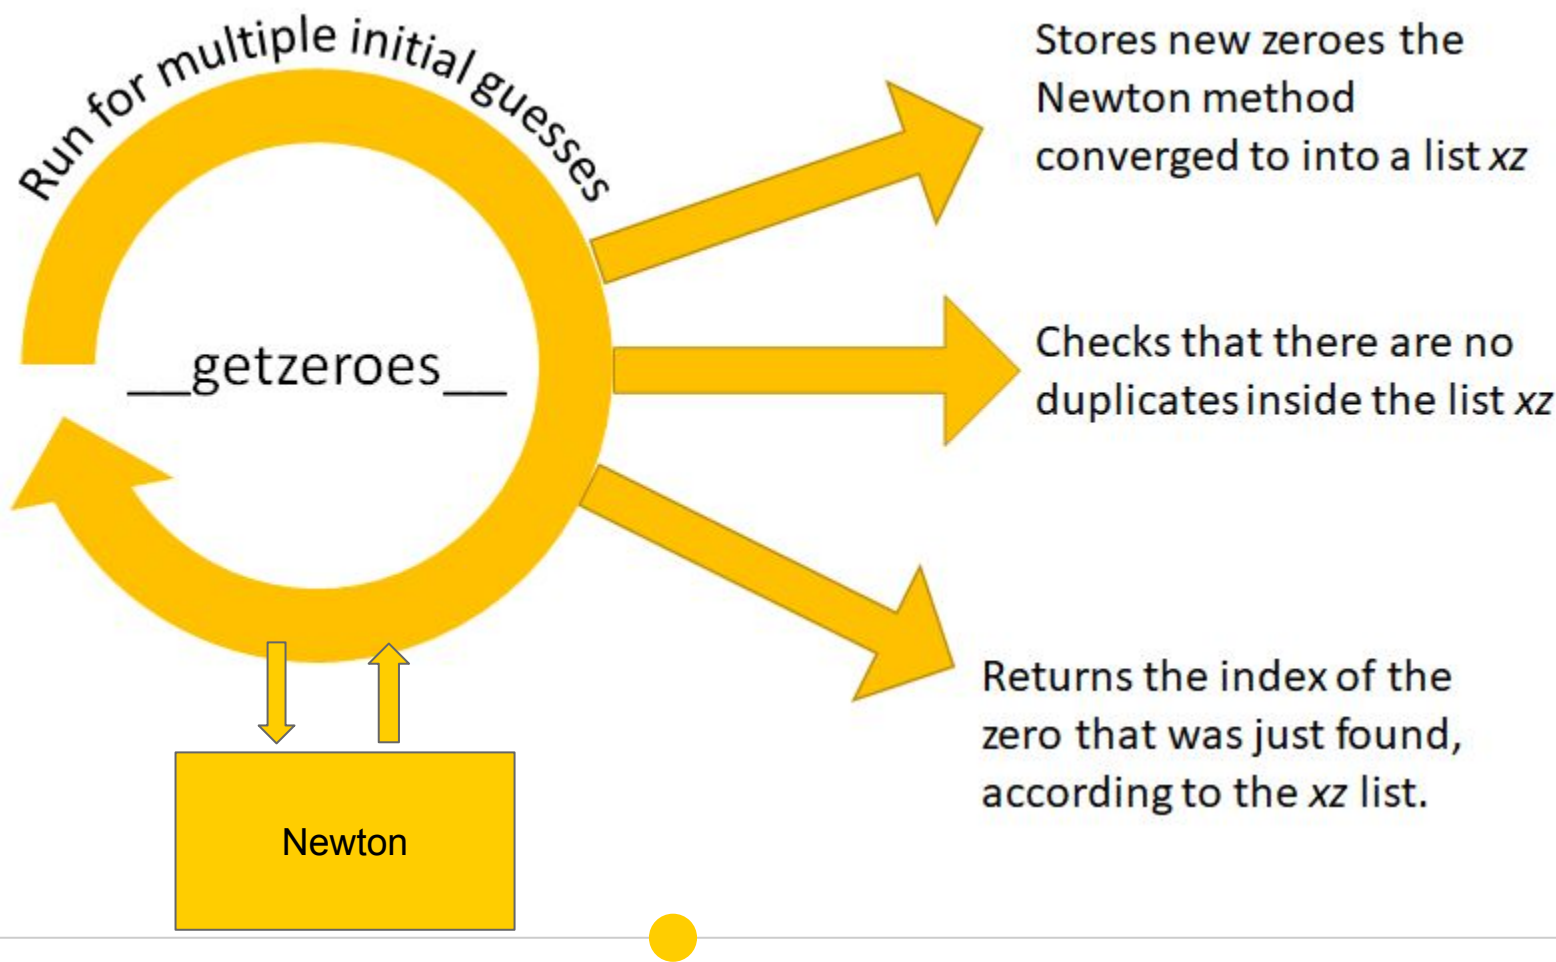 Run for multiple initial guesses
Stores new zeroes the
Newton method
converged to into a list xz
__getzeroes__
Checks that there are no
duplicates inside the list xz
Returns the index of the
zero that was just found,
according to the xz list.
Newton